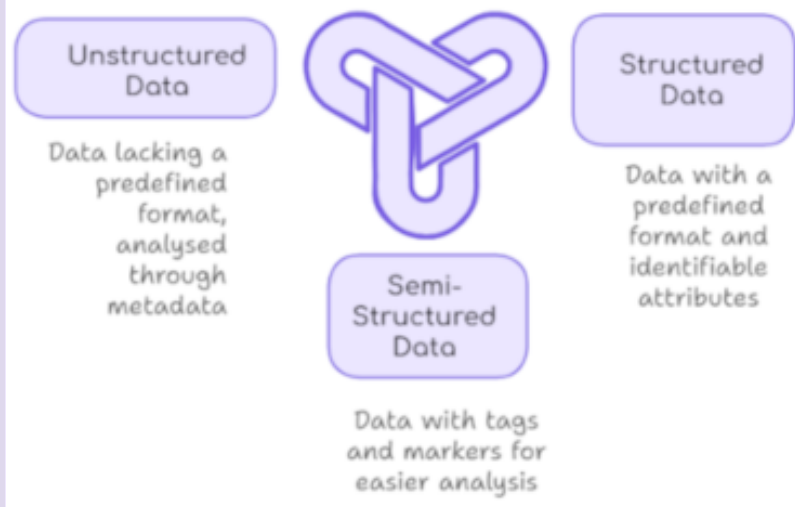 Unstructured
Data
Data lacking a
predefined
format,
analysed
through
metadata
Semi-
Structured
Data
Data with tags
and markers for
easier analysis
Structured
Data
Data with a
predefined
format and
identifiable
attributes